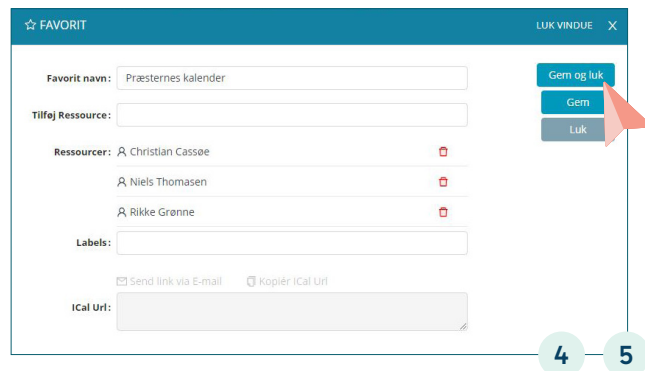 FAVORIT
LUK VINDUE X
Favorit navn: Præsternes kalender
Gem og luk
Tilføj Ressource:
Gem
Luk
Ressourcer: Christian Cassøe
Niels Thomasen
Rikke Grønne
Labels:
Send link via E-mail Kopiér iCal Url
ICal Url:
4 5